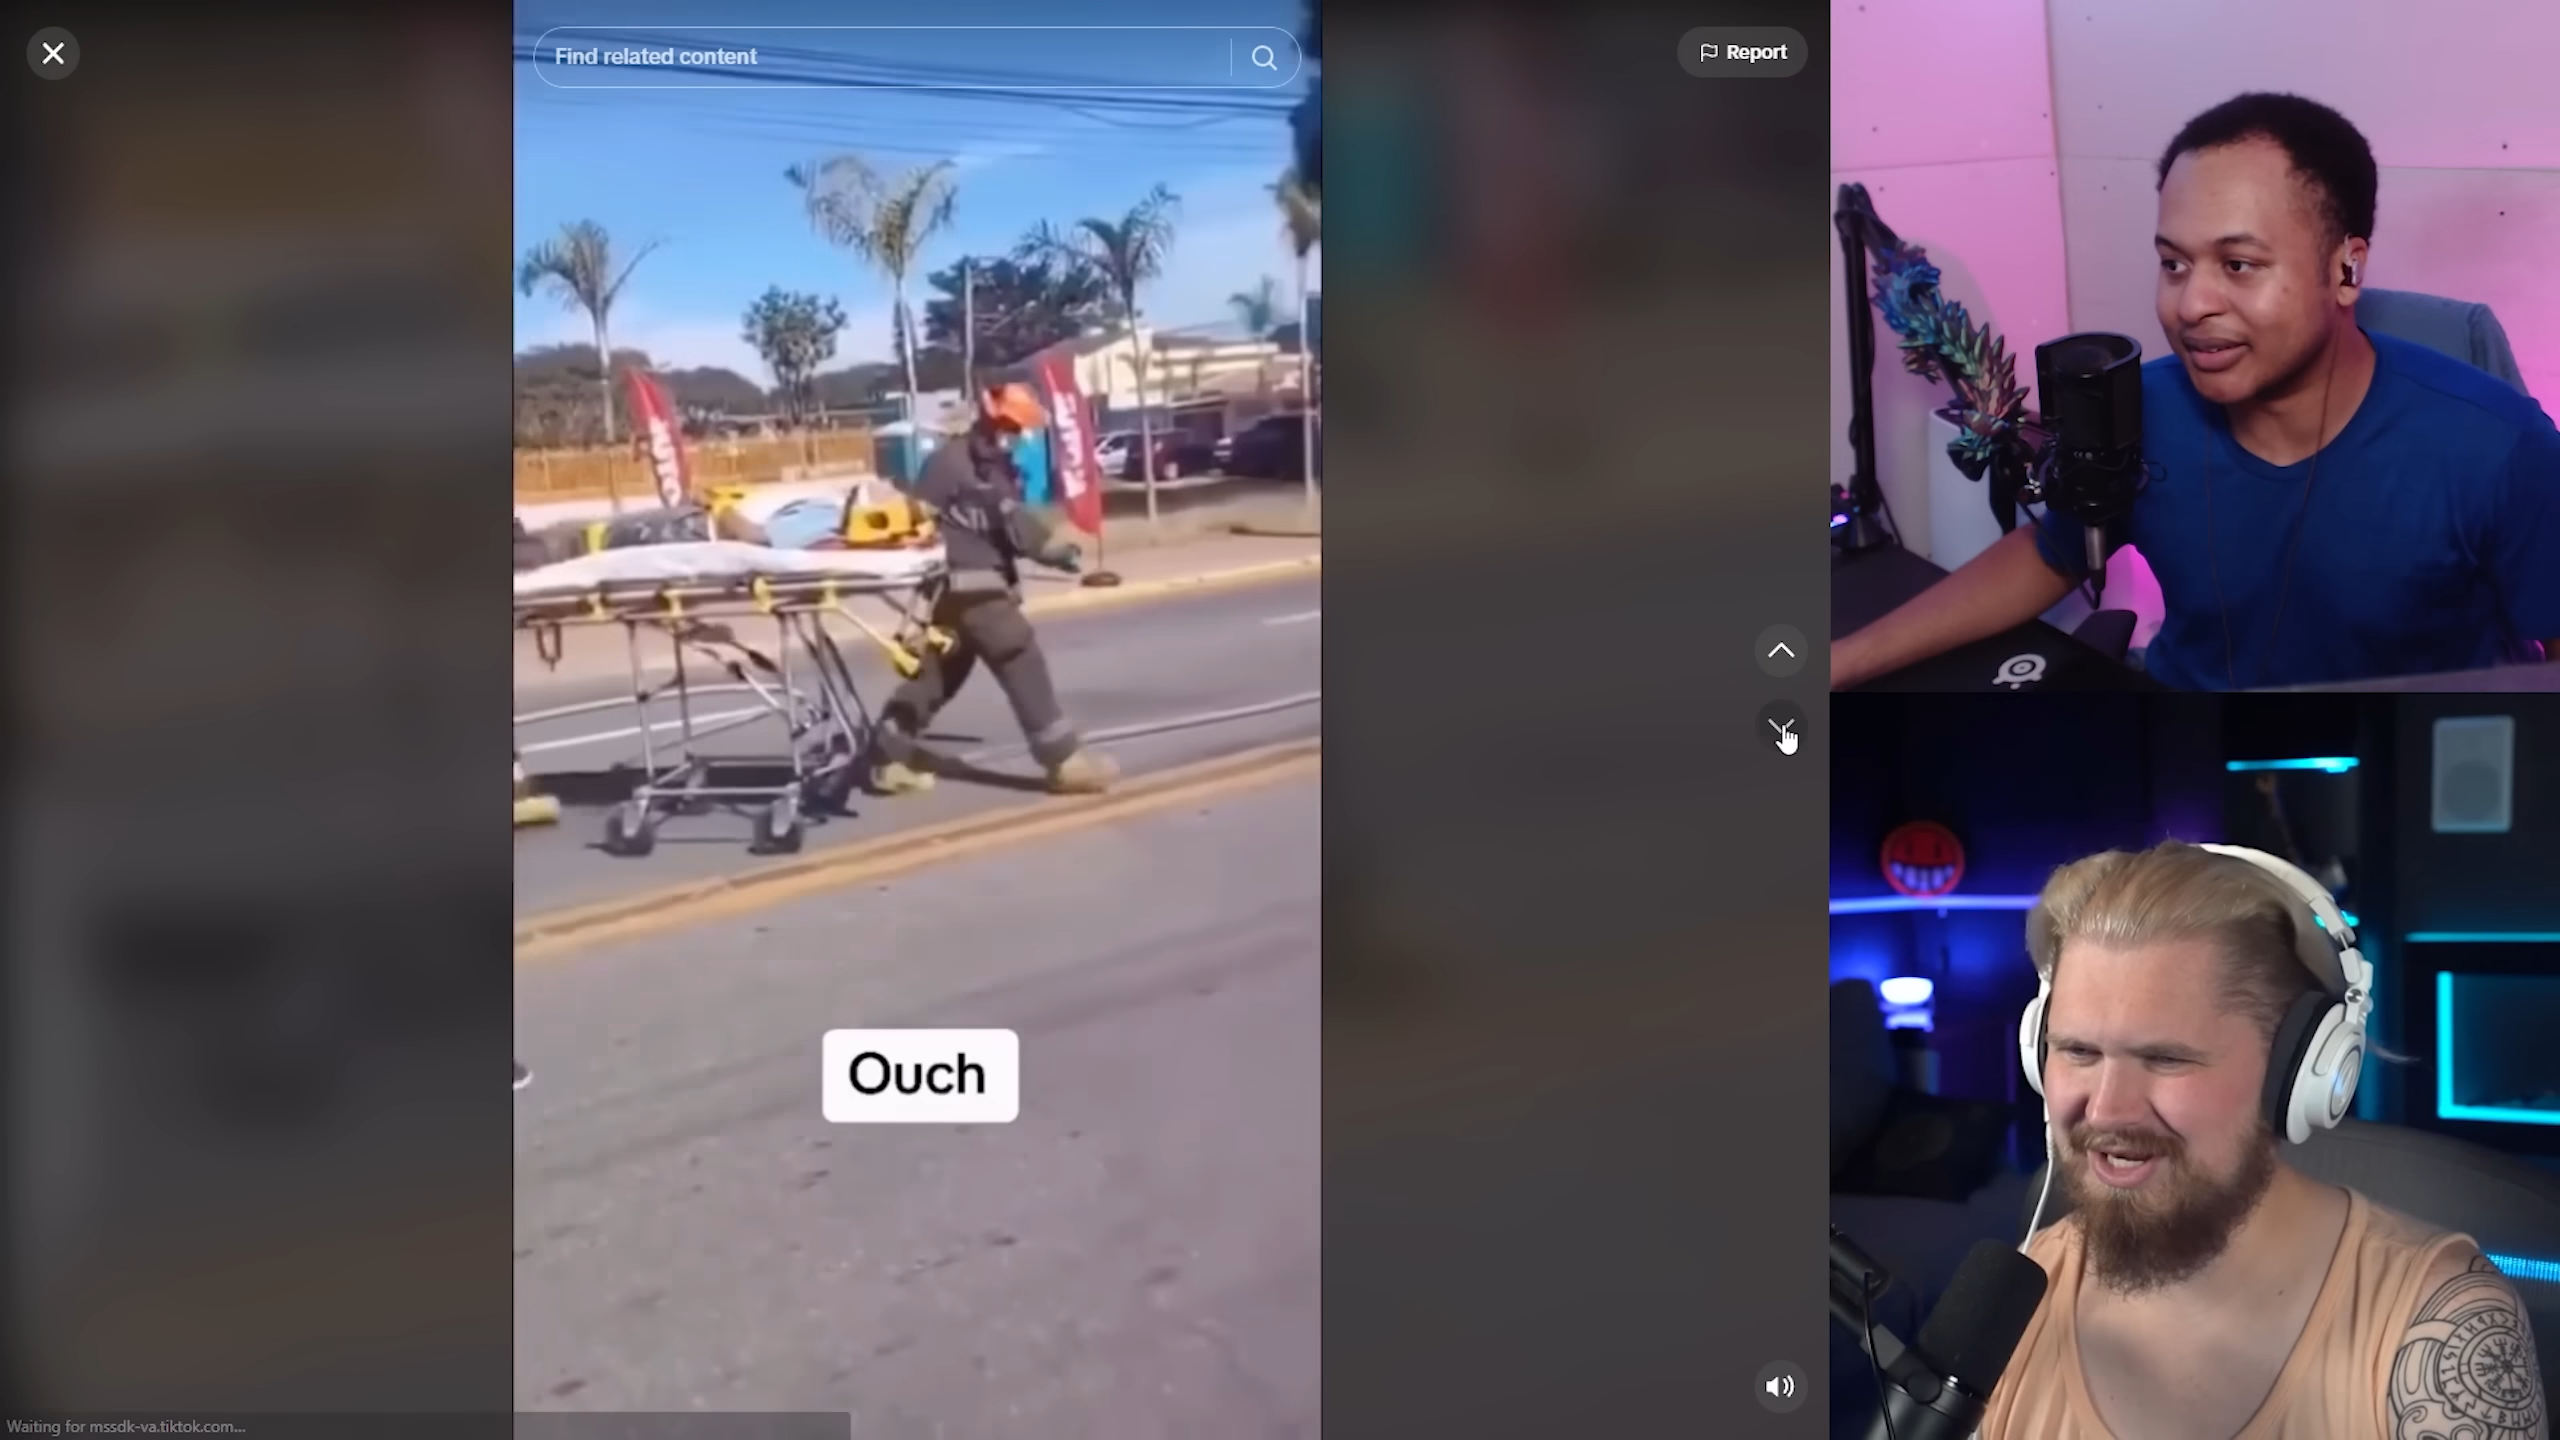 Find related content
Report
Ouch
Waiting for mssdk-va.tiktok.com...